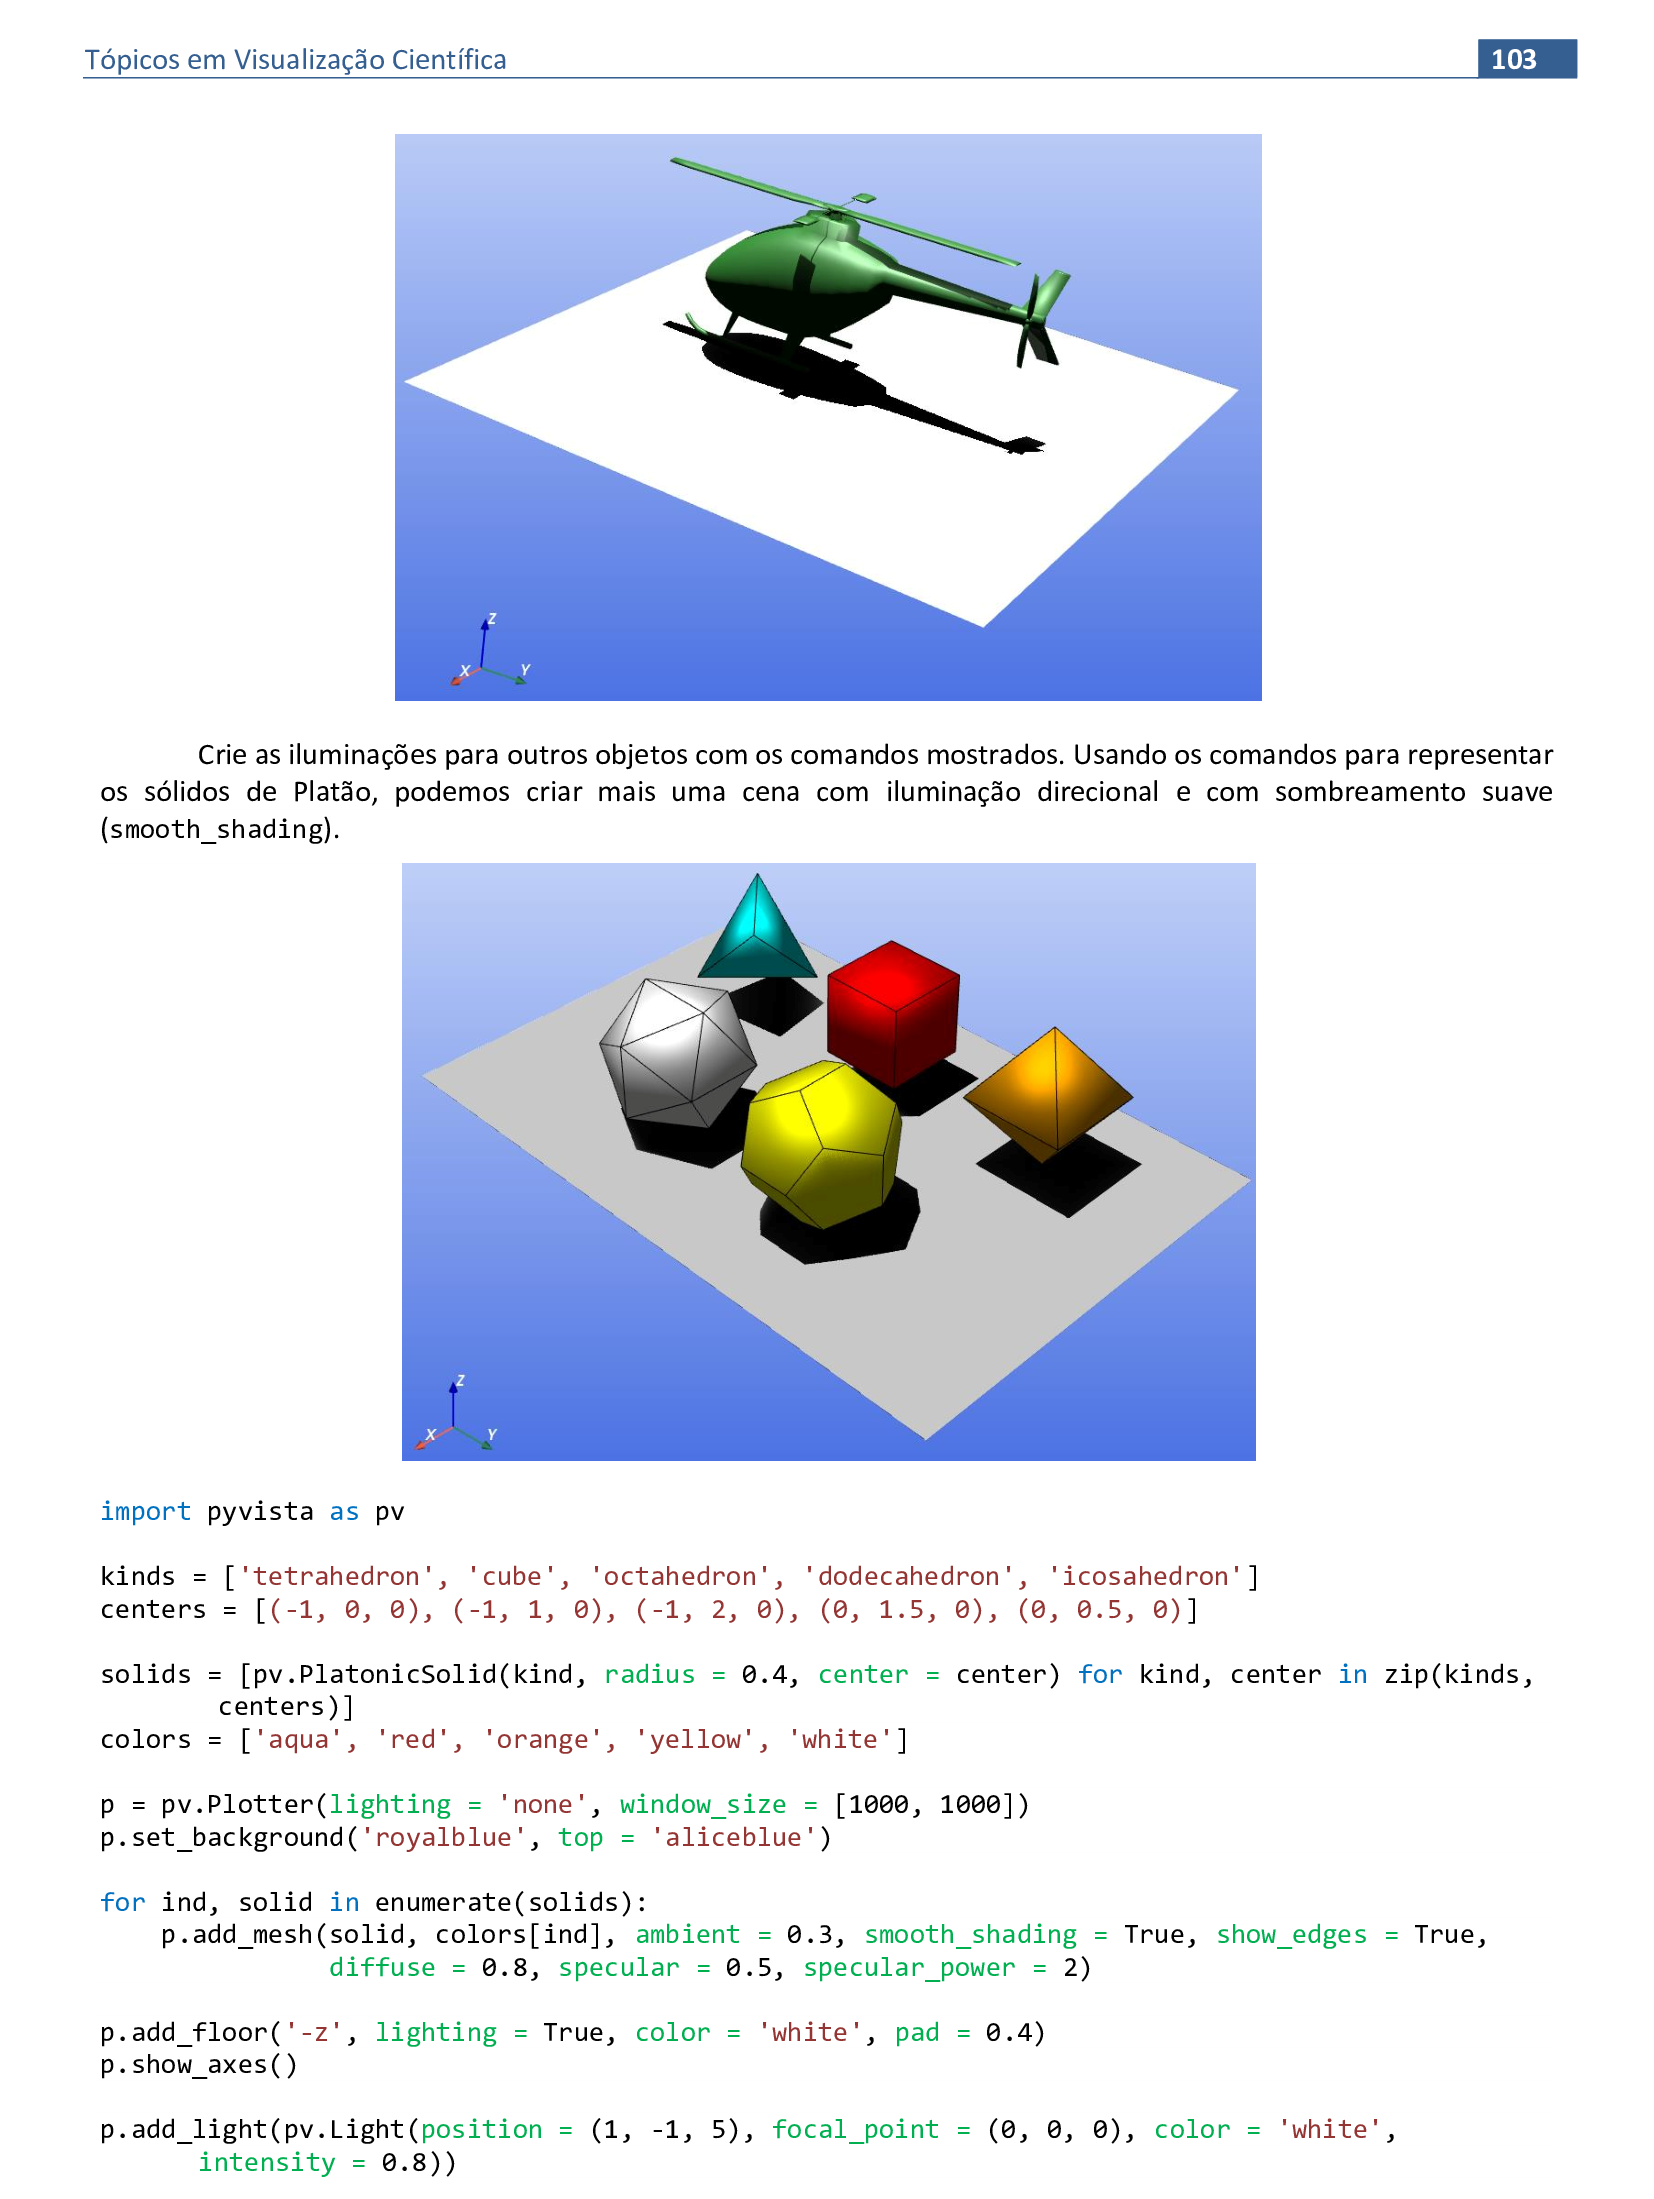 Tópicos em Visualização Científica 103
Z
X
Y
Crie as iluminações para outros objetos com os comandos mostrados. Usando os comandos para representar
os sólidos de Platão, podemos criar mais uma cena com iluminação direcional e com sombreamento suave
(smooth_shading).
Z
X
Y
import pyvista as pv
kinds = ['tetrahedron', 'cube', 'octahedron', 'dodecahedron', 'icosahedron']
centers = [(-1, 0, 0), (-1, 1, 0), (-1, 2, 0), (0, 1.5, 0), (0, 0.5, 0)]
solids = [pv.PlatonicSolid(kind, radius = 0.4, center = center) for kind, center in zip(kinds,
centers)]
colors = ['aqua', 'red', 'orange', 'yellow', 'white']
p = pv.Plotter(lighting = 'none', window_size = [1000, 1000])
p.set_background('royalblue', top = 'aliceblue')
for ind, solid in enumerate(solids):
p.add_mesh(solid, colors[ind], ambient = 0.3, smooth_shading = True, show_edges = True,
diffuse = 0.8, specular = 0.5, specular_power = 2)
p.add_floor('-z', lighting = True, color = 'white', pad = 0.4)
p.show_axes()
p.add_light(pv.Light(position = (1, -1, 5), focal_point = (0, 0, 0), color = 'white',
intensity = 0.8))